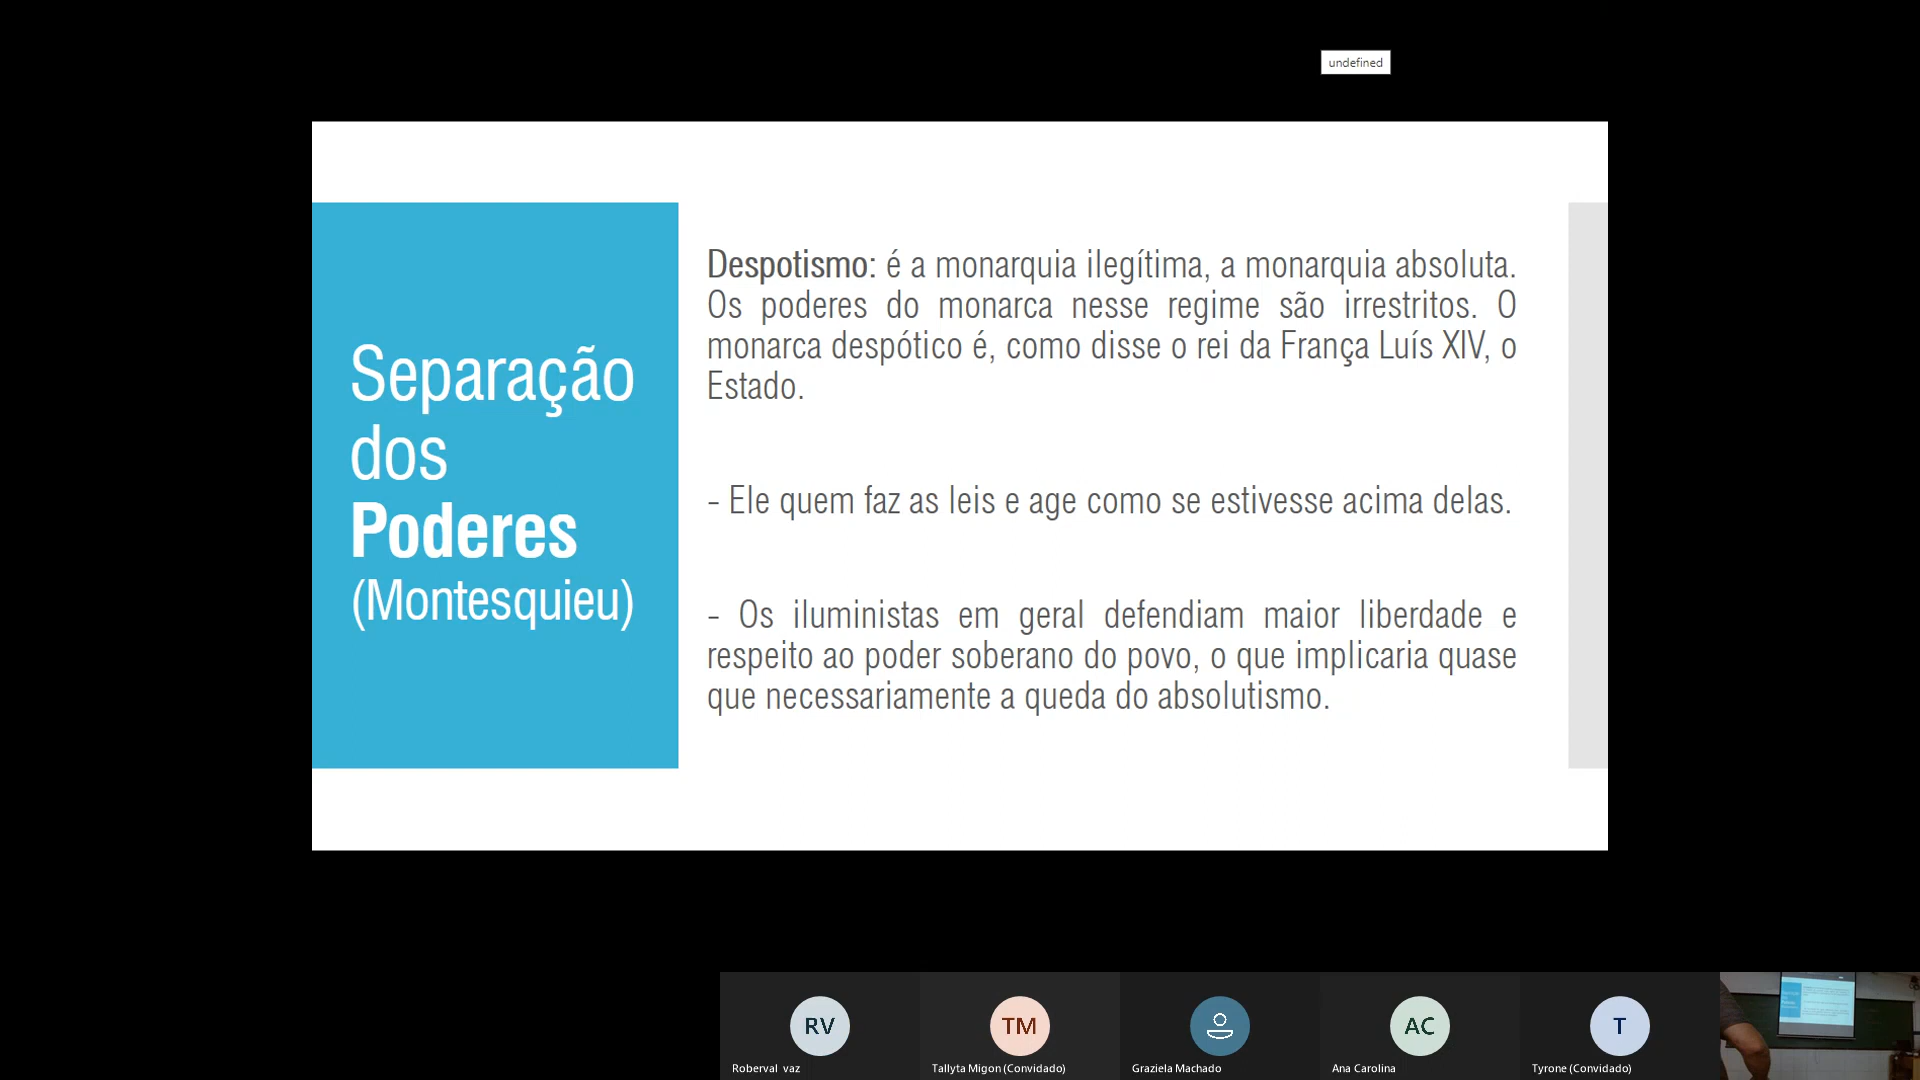 undefined
Separação
dos
Poderes
(Montesquieu)
Despotismo: é a monarquia ilegítima, a monarquia absoluta.
Os poderes do monarca nesse regime são irrestritos. O
monarca despótico é, como disse o rei da França Luís XIV, o
Estado.
- Ele quem faz as leis e age como se estivesse acima delas.
- Os iluministas em geral defendiam maior liberdade e
respeito ao poder soberano do povo, o que implicaria quase
que necessariamente a queda do absolutismo.
RV
TM
AC
T
Roberval vaz
Tallyta Migon (Convidado)
Graziela Machado
Ana Carolina
Tyrone (Convidado)